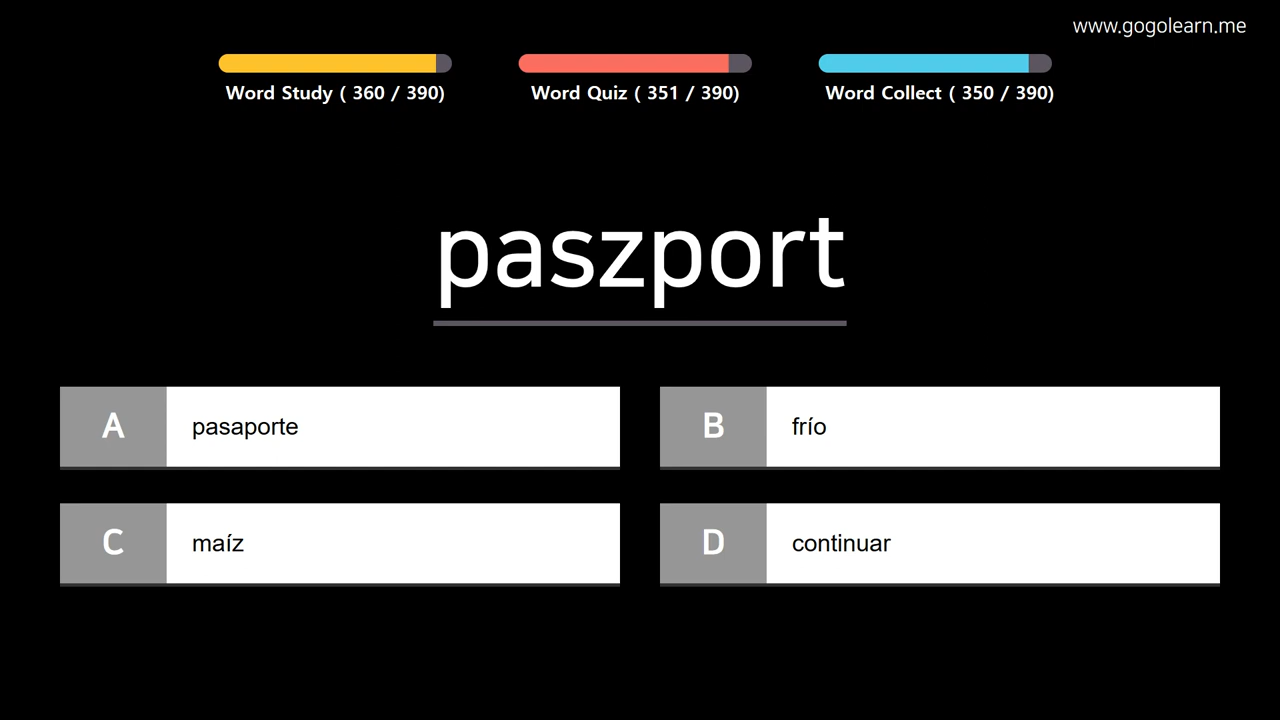 www.gogolearn.me
Word Study ( 360 / 390)
Word Quiz ( 351 / 390)
Word Collect ( 350 / 390)
paszport
A pasaporte
B frío
C maíz
D continuar